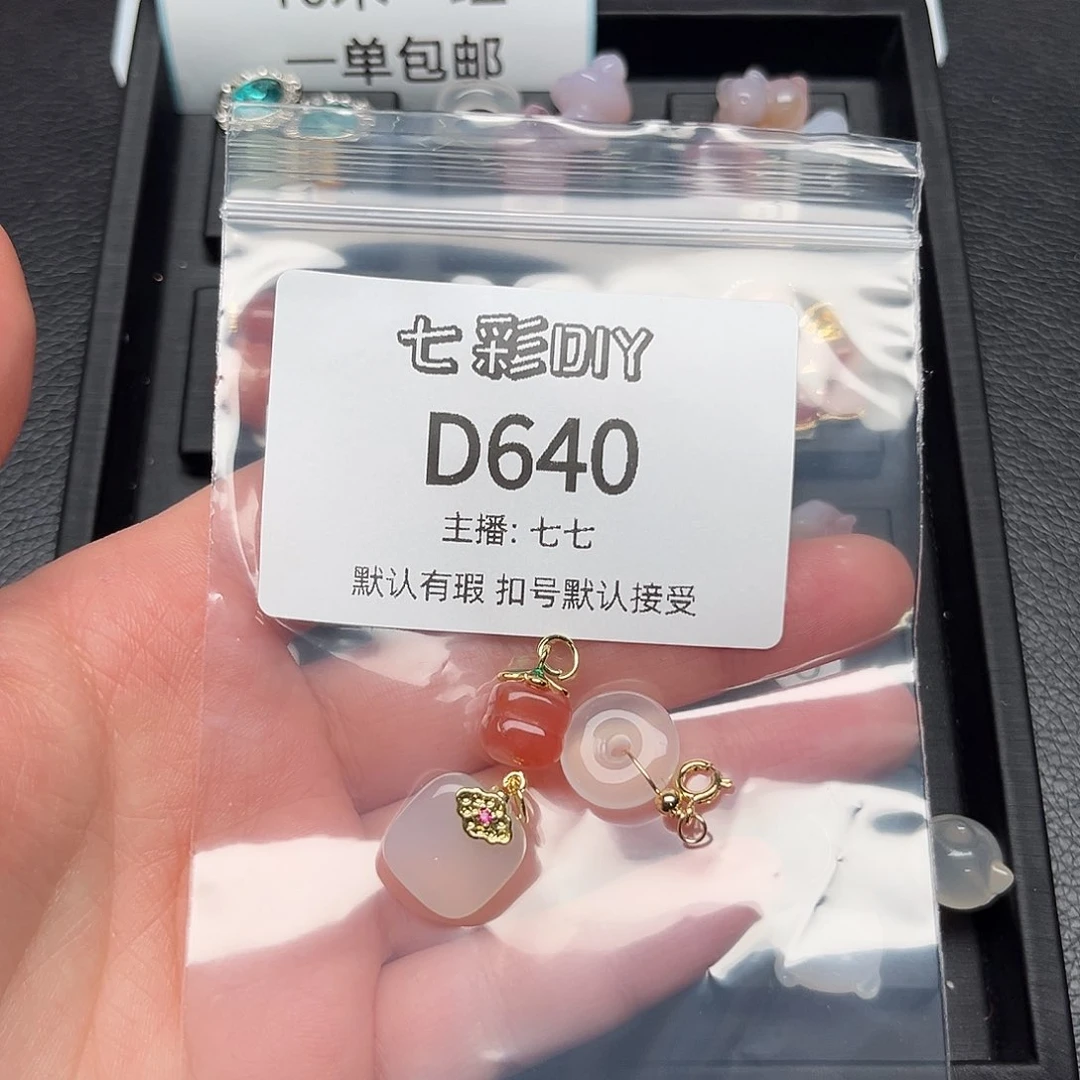 一单包邮
七彩DIY
D640
主播: 七七
默认有瑕 扣号默认接受